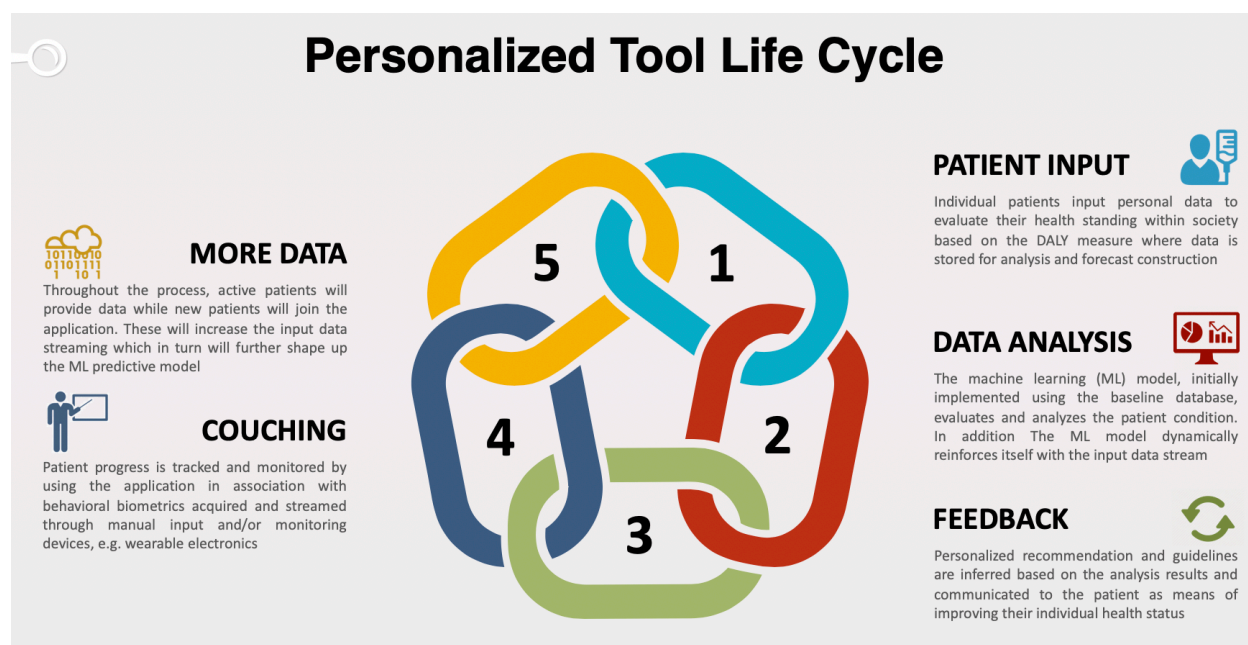 Personalized Tool Life Cycle
PATIENT INPUT
Individual patients input personal data to
evaluate their health standing within society
based on the DALY measure where data is
stored for analysis and forecast construction
DATA ANALYSIS
The machine learning (ML) model, initially
implemented using the baseline database,
evaluates and analyzes the patient condition.
In addition The ML model dynamically
reinforces itself with the input data stream
FEEDBACK
Personalized recommendation and guidelines
are inferred based on the analysis results and
communicated to the patient as means of
improving their individual health status
COUCHING
Patient progress is tracked and monitored by
using the application in association with
behavioral biometrics acquired and streamed
through manual input and/or monitoring
devices, e.g. wearable electronics
MORE DATA
Throughout the process, active patients will
provide data while new patients will join the
application. These will increase the input data
streaming which in turn will further shape up
the ML predictive model
10110010
01101111
1 10 1
5
1
4
2
3